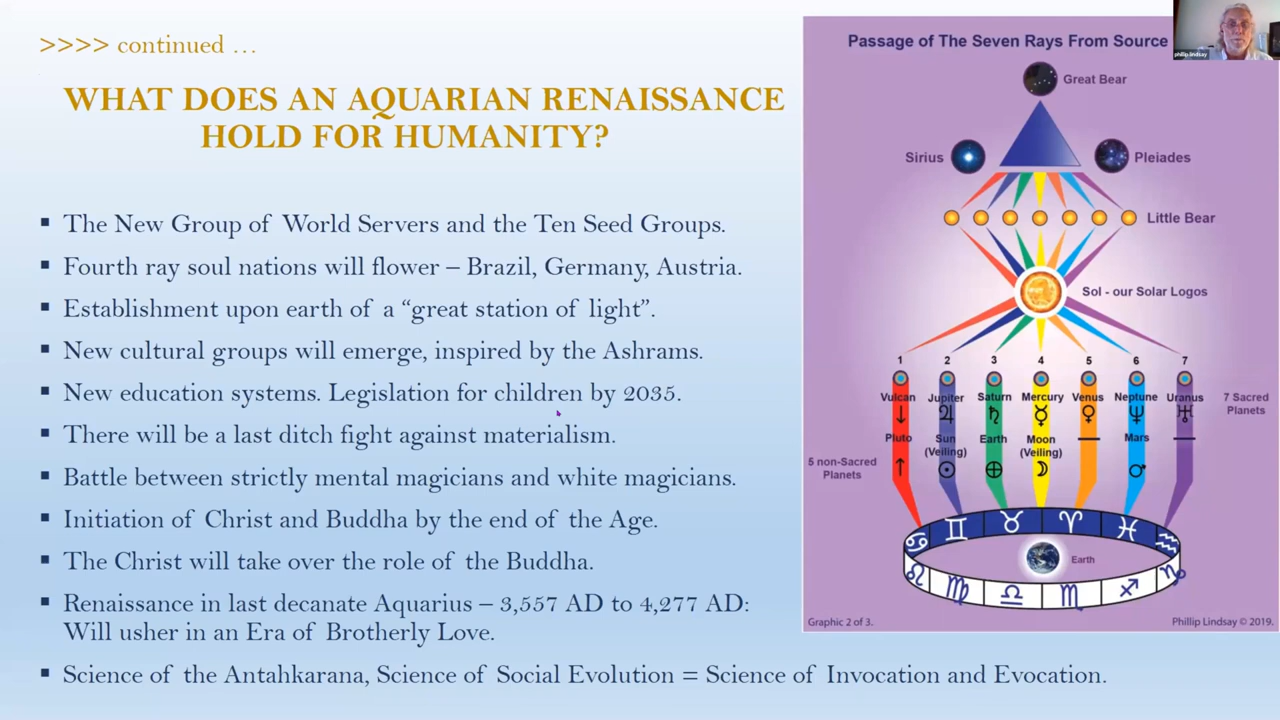 >>>> continued …
WHAT DOES AN AQUARIAN RENAISSANCE
HOLD FOR HUMANITY?
▪ The New Group of World Servers and the Ten Seed Groups.
▪ Fourth ray soul nations will flower – Brazil, Germany, Austria.
▪ Establishment upon earth of a “great station of light”.
▪ New cultural groups will emerge, inspired by the Ashrams.
▪ New education systems. Legislation for children by 2035.
▪ There will be a last ditch fight against materialism.
▪ Battle between strictly mental magicians and white magicians.
▪ Initiation of Christ and Buddha by the end of the Age.
▪ The Christ will take over the role of the Buddha.
▪ Renaissance in last decanate Aquarius – 3,557 AD to 4,277 AD:
Will usher in an Era of Brotherly Love.
▪ Science of the Antahkarana, Science of Social Evolution = Science of Invocation and Evocation.
Passage of The Seven Rays From Source
phillip lindsay
Great Bear
Sirius
Pleiades
Little Bear
Sol - our Solar Logos
1 2 3 4 5 6 7
Vulcan Jupiter Saturn Mercury Venus Neptune Uranus
7 Sacred
Planets
↓ ♃ ♄ ☿ ♀ ♆ ♅
Pluto Sun Earth Moon Mars
(Veiling) (Veiling)
5 non-Sacred
Planets
↑ ☉ ⊕ ☽ ♂
♋ ♊ ♉ ♈ ♓ ♒
Earth
♌ ♍ ♎ ♏ ♐ ♑
Graphic 2 of 3.
Phillip Lindsay © 2019.